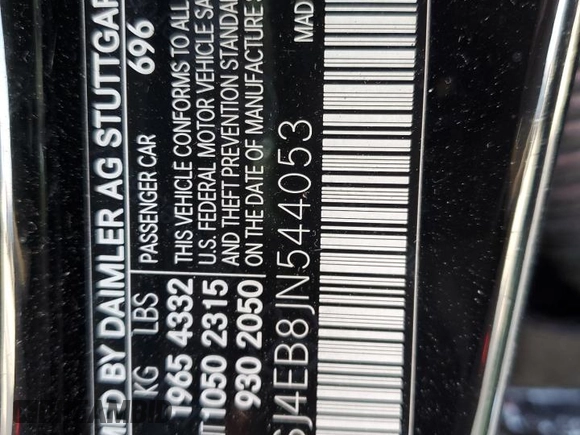 D BY DAIMLER AG STUTTGAR
696
KG LBS PASSENGER CAR
1965 4332 THIS VEHICLE CONFORMS TO ALL
1050 2315 U.S. FEDERAL MOTOR VEHICLE SA
AND THEFT PREVENTION STANDA
930 2050 ON THE DATE OF MANUFACTURE
J4EB8JN544053
MAD